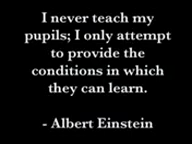 I never teach my
pupils; I only attempt
to provide the
conditions in which
they can learn.
- Albert Einstein